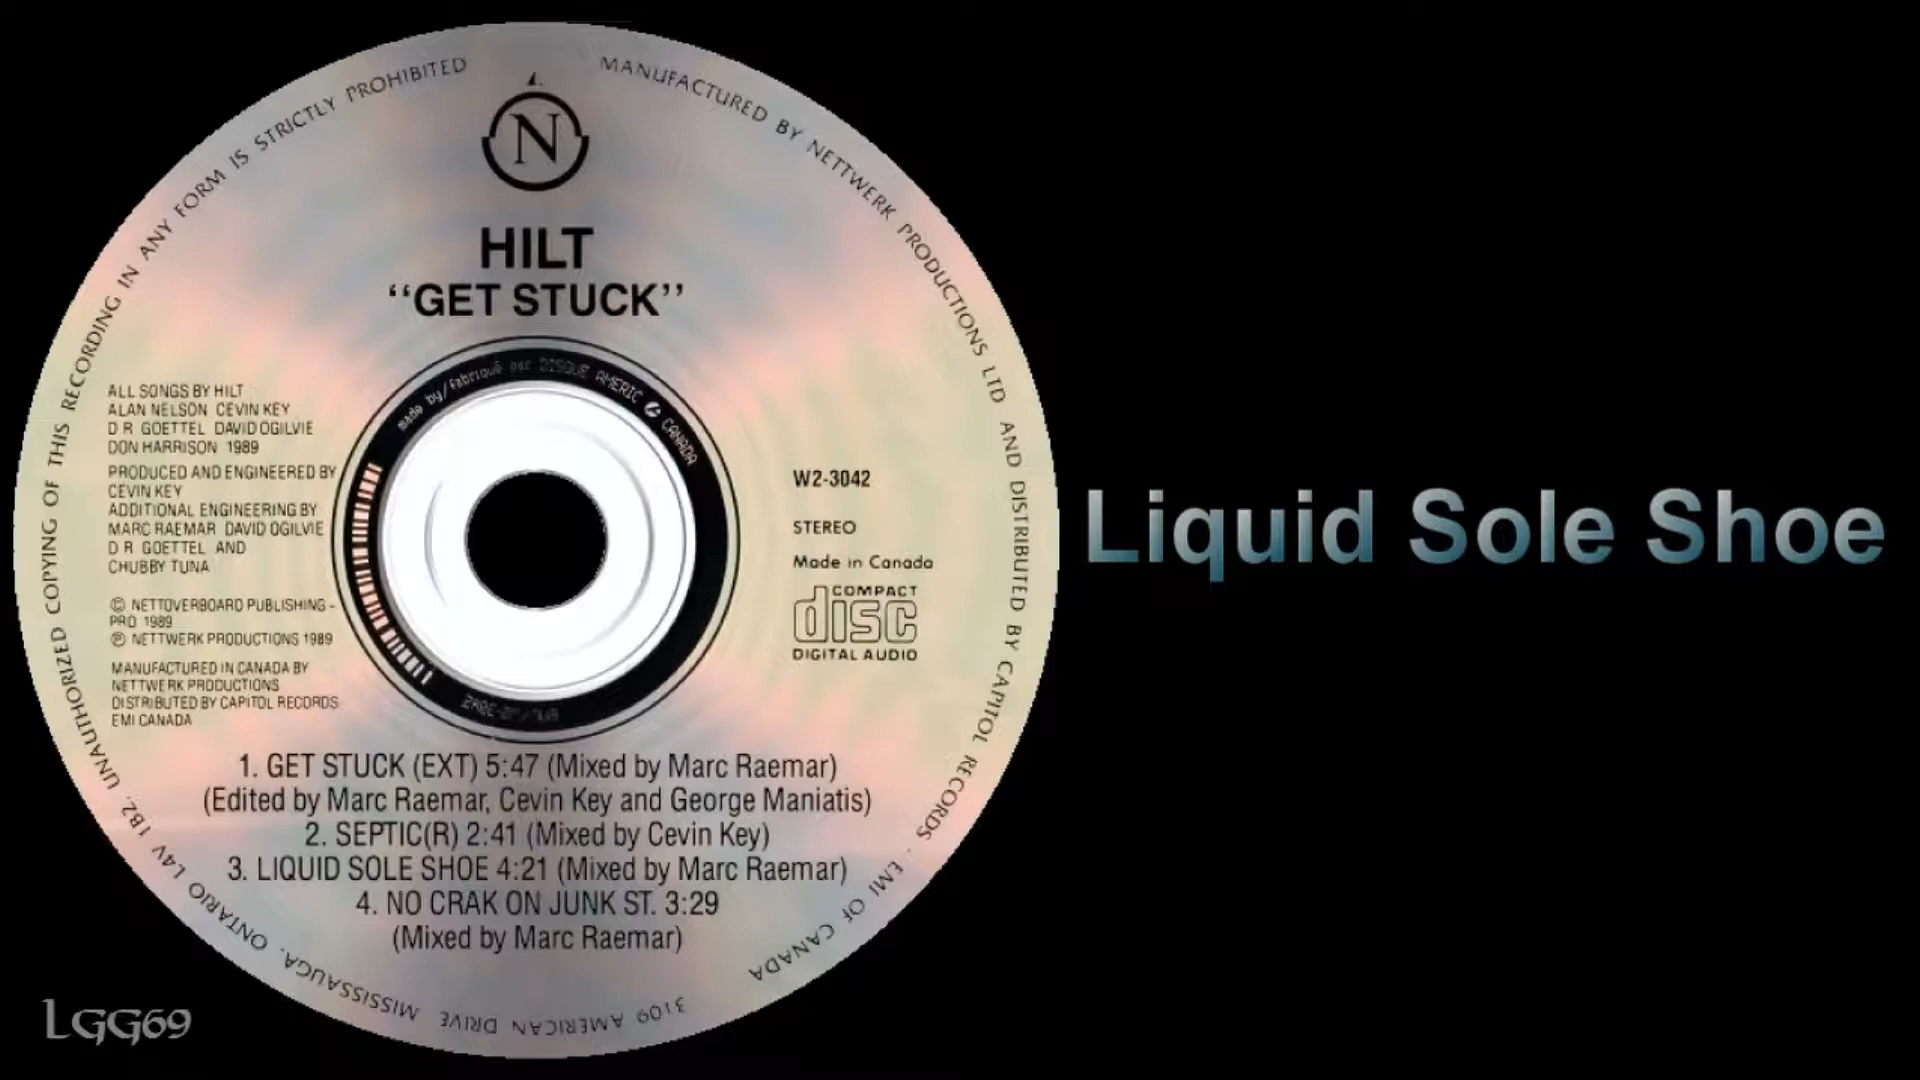 MANUFACTURED BY NETTWERK PRODUCTIONS LTD AND DISTRIBUTED BY CAPITOL RECORDS - EMI OF CANADA
3109 AMERICAN DRIVE MISSISSAUGA, ONTARIO L4V 1B2. UNAUTHORIZED COPYING OF THIS RECORDING IN ANY FORM IS STRICTLY PROHIBITED
N
HILT
“GET STUCK”
made by/fabriqué par DISQUE AMERIC CANADA
ALL SONGS BY HILT
ALAN NELSON CEVIN KEY
D R GOETTEL DAVID OGILVIE
DON HARRISON 1989
PRODUCED AND ENGINEERED BY
CEVIN KEY
ADDITIONAL ENGINEERING BY
MARC RAEMAR DAVID OGILVIE
D R GOETTEL AND
CHUBBY TUNA
© NETTOVERBOARD PUBLISHING -
PRO 1989
℗ NETTWERK PRODUCTIONS 1989
MANUFACTURED IN CANADA BY
NETTWERK PRODUCTIONS
DISTRIBUTED BY CAPITOL RECORDS
EMI CANADA
W2-3042
STEREO
Made in Canada
COMPACT
disc
DIGITAL AUDIO
Liquid Sole Shoe
1. GET STUCK (EXT) 5:47 (Mixed by Marc Raemar)
(Edited by Marc Raemar, Cevin Key and George Maniatis)
2. SEPTIC(R) 2:41 (Mixed by Cevin Key)
3. LIQUID SOLE SHOE 4:21 (Mixed by Marc Raemar)
4. NO CRAK ON JUNK ST. 3:29
(Mixed by Marc Raemar)
LGG69